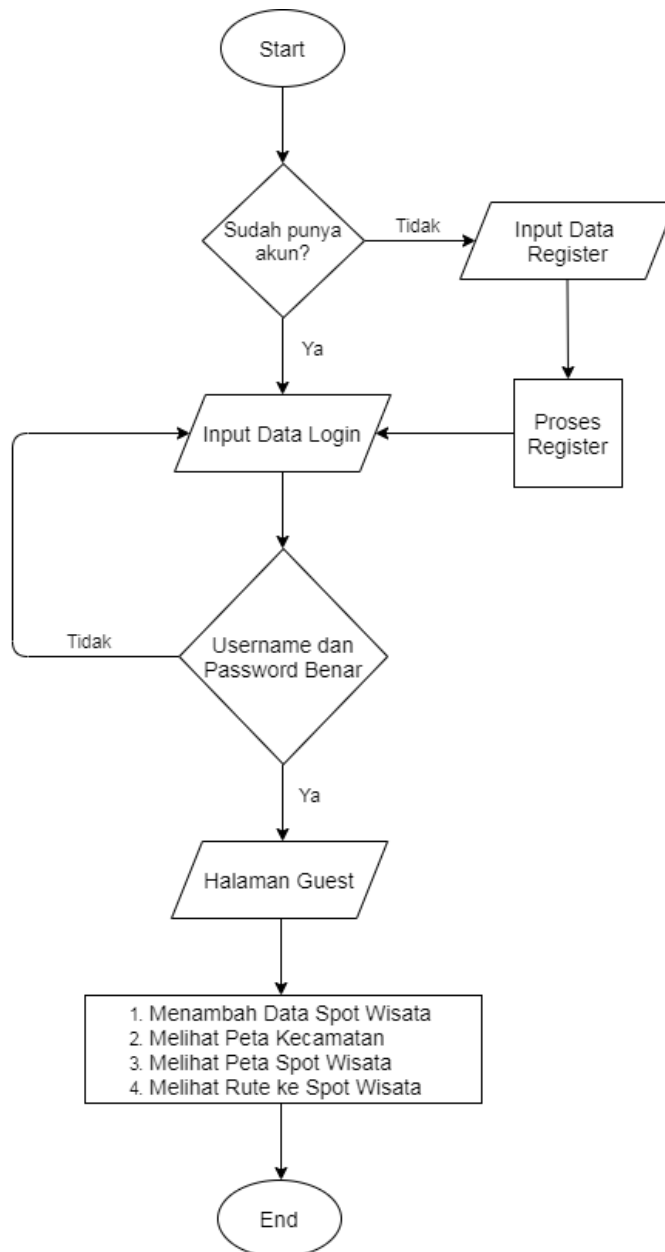 Start
Sudah punya
akun?
Tidak
Input Data
Register
Ya
Input Data Login
Proses
Register
Tidak
Username dan
Password Benar
Ya
Halaman Guest
1. Menambah Data Spot Wisata
2. Melihat Peta Kecamatan
3. Melihat Peta Spot Wisata
4. Melihat Rute ke Spot Wisata
End